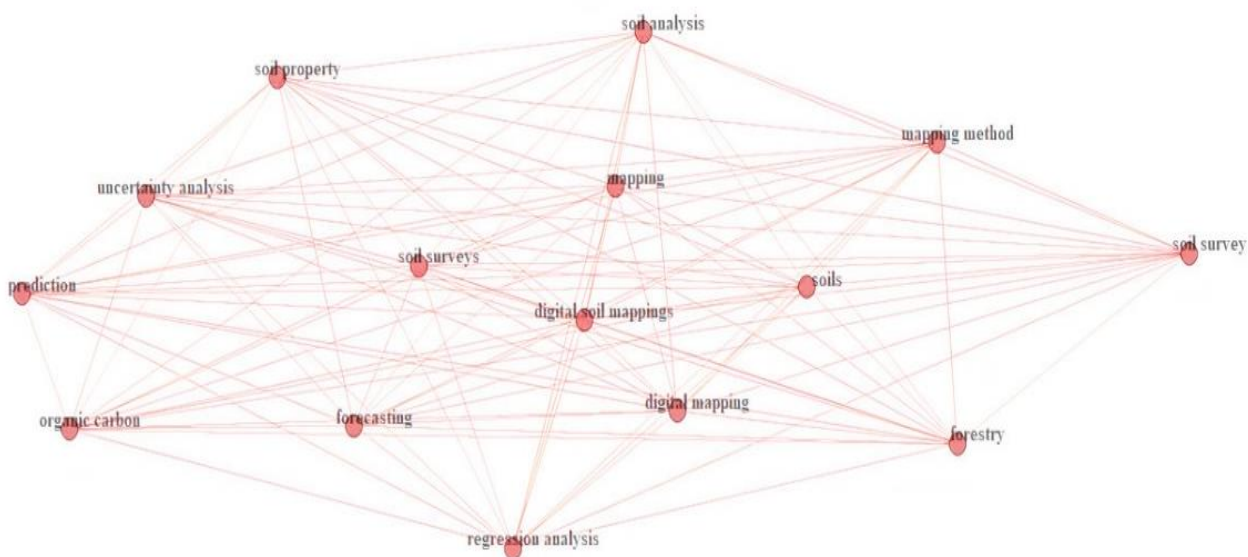 soil analysis
soil property
mapping method
mapping
uncertainty analysis
soil survey
soil surveys
soils
prediction
digital soil mappings
digital mapping
organic carbon
forecasting
forestry
regression analysis